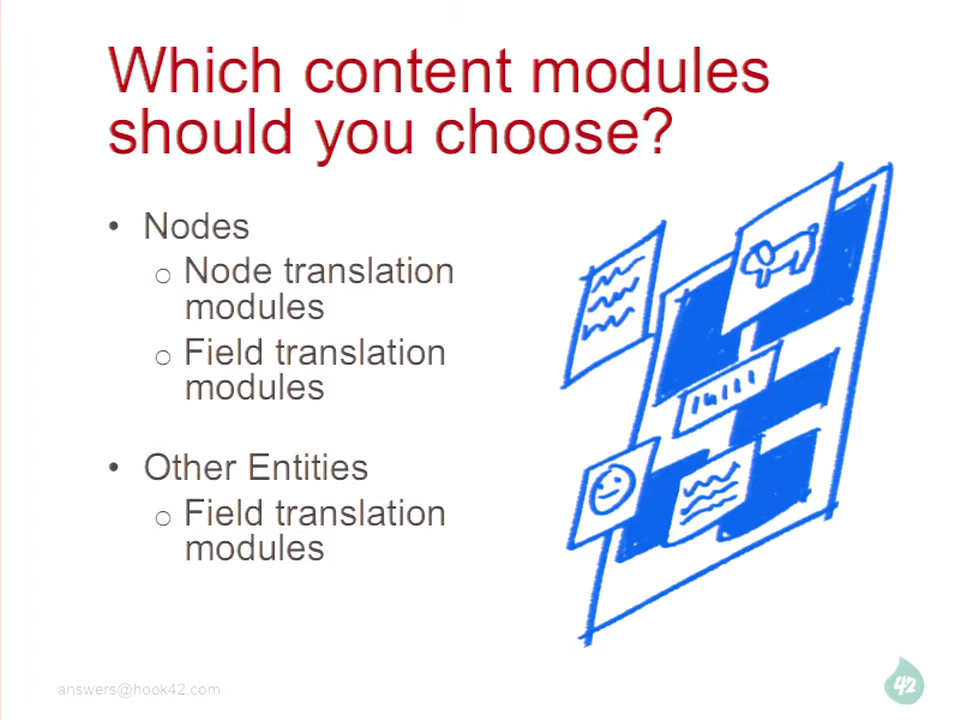 Which content modules
should you choose?
• Nodes
o Node translation
modules
o Field translation
modules
• Other Entities
o Field translation
modules
answers@hook42.com
42